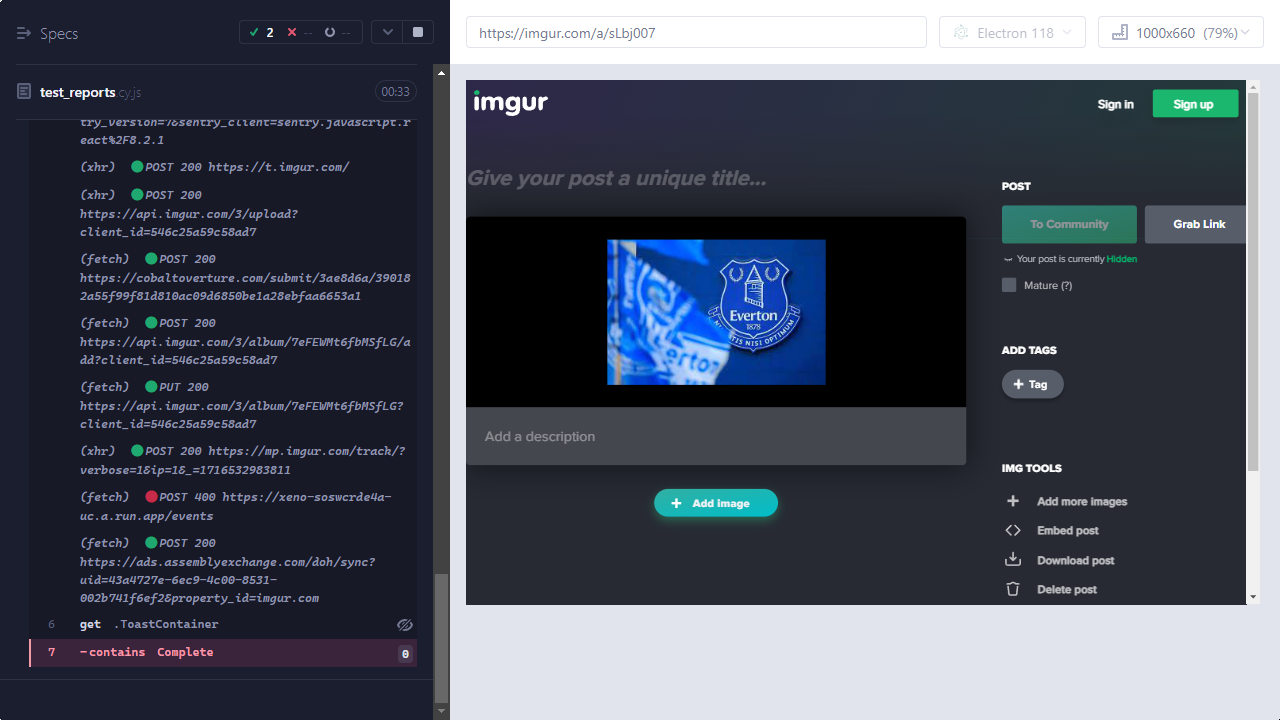 Specs
2
--
--
test_reports cy.js
00:33
try_version=7&sentry_client=sentry.javascript.r
eact%2F8.2.1
(xhr) POST 200 https://t.imgur.com/
(xhr) POST 200
https://api.imgur.com/3/upload?
client_id=546c25a59c58ad7
(fetch) POST 200
https://cobaltoverture.com/submit/3ae8d6a/39018
2a55f99f81d810ac09d6850be1a28ebfaa6653a1
(fetch) POST 200
https://api.imgur.com/3/album/7eFEWMt6fbMSfLG/a
dd?client_id=546c25a59c58ad7
(fetch) PUT 200
https://api.imgur.com/3/album/7eFEWMt6fbMSfLG?
client_id=546c25a59c58ad7
(xhr) POST 200 https://mp.imgur.com/track/?
verbose=1&ip=1&_=1716532983811
(fetch) POST 400 https://xeno-soswcrde4a-
uc.a.run.app/events
(fetch) POST 200
https://ads.assemblyexchange.com/doh/sync?
uid=43a4727e-6ec9-4c00-8531-
002b741f6ef2&property_id=imgur.com
6 get .ToastContainer
7 -contains Complete 0
https://imgur.com/a/sLbj007
Electron 118
1000x660 (79%)
imgur
Sign in
Sign up
Give your post a unique title...
Everton
1878
NISI OPTIMUM
Add a description
+ Add image
POST
To Community
Grab Link
Your post is currently Hidden
Mature (?)
ADD TAGS
+ Tag
IMG TOOLS
Add more images
Embed post
Download post
Delete post